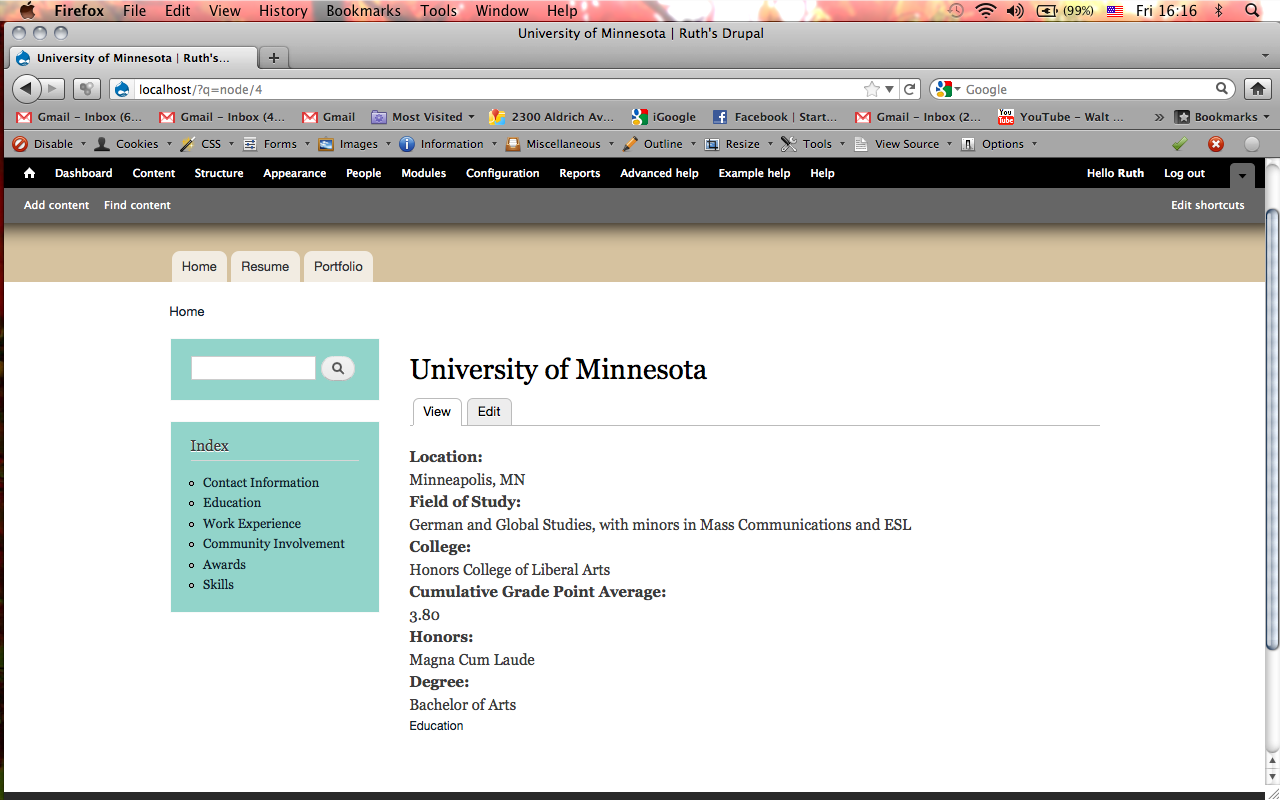 Firefox File Edit View History Bookmarks Tools Window Help (99%) Fri 16:16
University of Minnesota | Ruth's Drupal
University of Minnesota | Ruth's...
localhost/?q=node/4 Google
Gmail – Inbox (6... Gmail – Inbox (4... Gmail Most Visited 2300 Aldrich Av... iGoogle Facebook | Start... Gmail – Inbox (2... You Tube YouTube – Walt ... » Bookmarks
Disable Cookies CSS Forms Images Information Miscellaneous Outline Resize Tools View Source Options
Dashboard Content Structure Appearance People Modules Configuration Reports Advanced help Example help Help Hello Ruth Log out
Add content Find content Edit shortcuts
Home Resume Portfolio
Home
University of Minnesota
View Edit
Index
Contact Information
Education
Work Experience
Community Involvement
Awards
Skills
Location:
Minneapolis, MN
Field of Study:
German and Global Studies, with minors in Mass Communications and ESL
College:
Honors College of Liberal Arts
Cumulative Grade Point Average:
3.80
Honors:
Magna Cum Laude
Degree:
Bachelor of Arts
Education